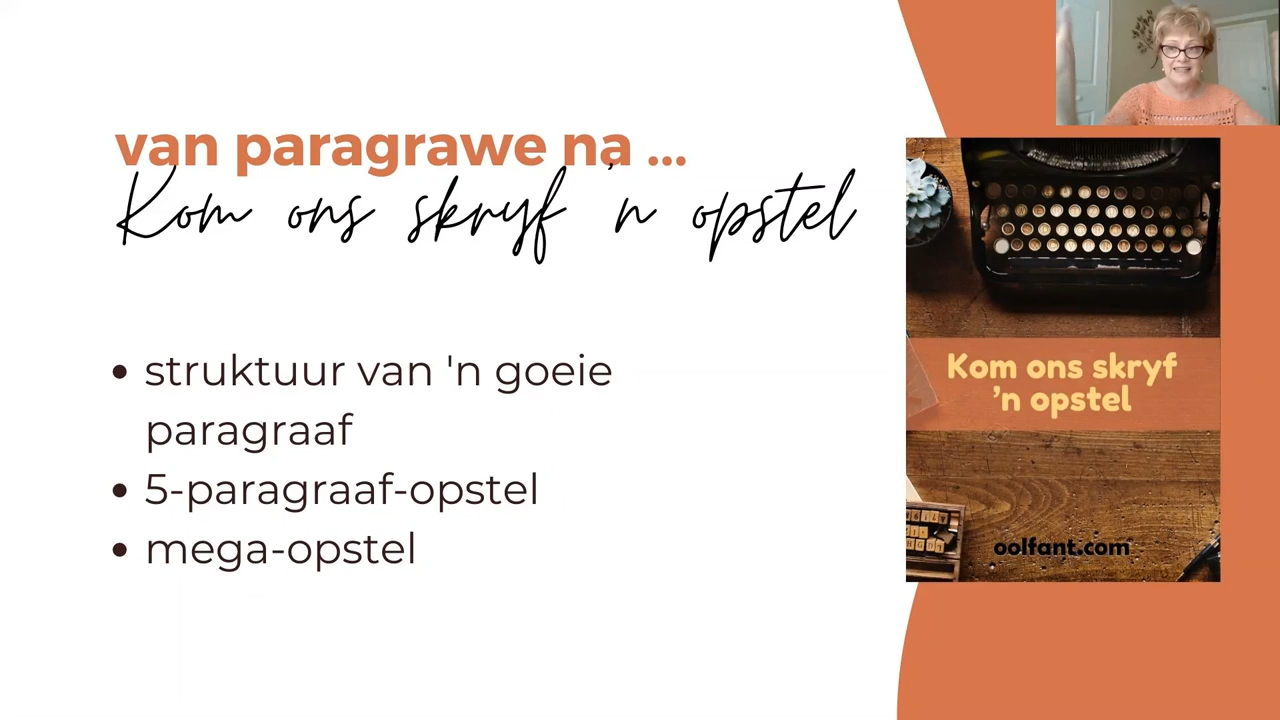 van paragrawe na ...
Kom ons skryf 'n opstel
• struktuur van 'n goeie
paragraaf
• 5-paragraaf-opstel
• mega-opstel
Kom ons skryf
’n opstel
oolfant.com